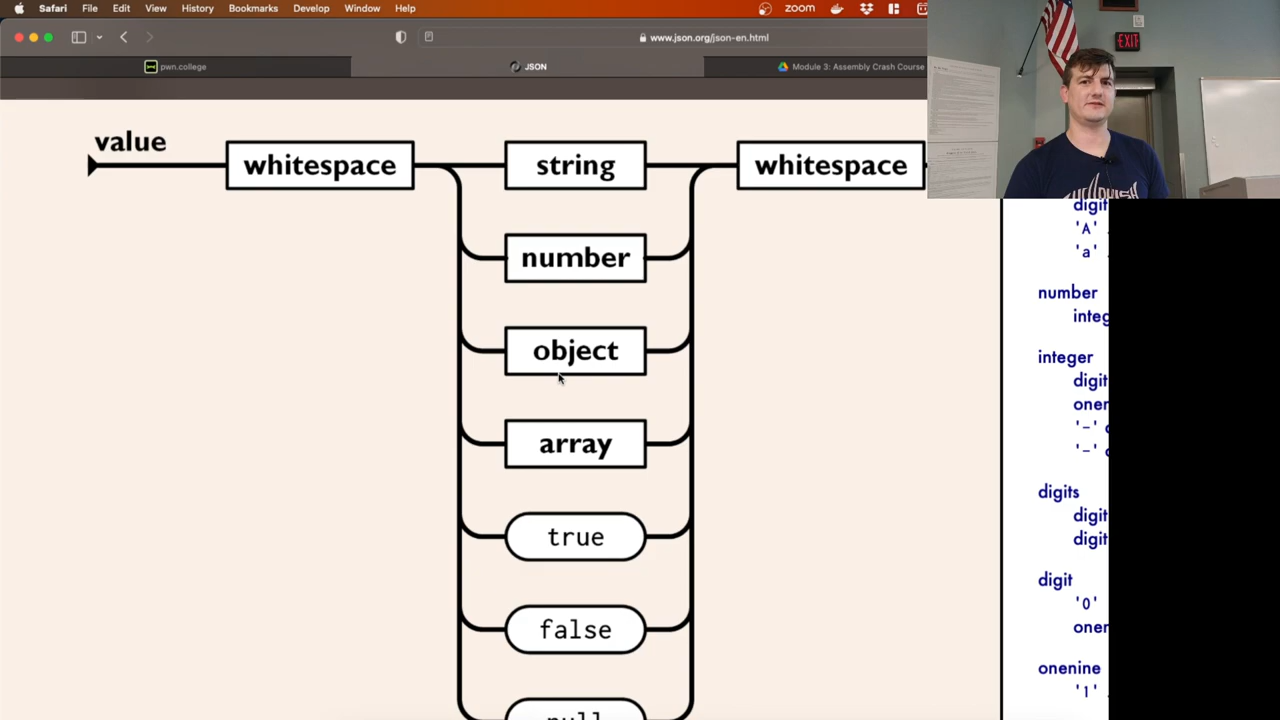 Safari File Edit View History Bookmarks Develop Window Help zoom
www.json.org/json-en.html
pwn.college JSON Module 3: Assembly Crash Course
EXIT
value
whitespace string whitespace
number
object
array
true
false
null
digit
'A'
'a'
number
integ
integer
digit
oner
'-'
'-'
digits
digit
digit
digit
'0'
oner
onenine
'1'